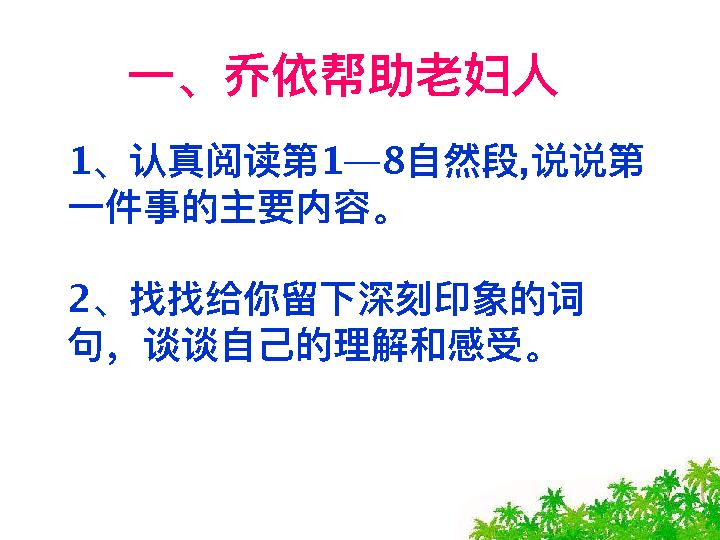 一、乔依帮助老妇人
1、认真阅读第1—8自然段,说说第
一件事的主要内容。
2、找找给你留下深刻印象的词
句，谈谈自己的理解和感受。